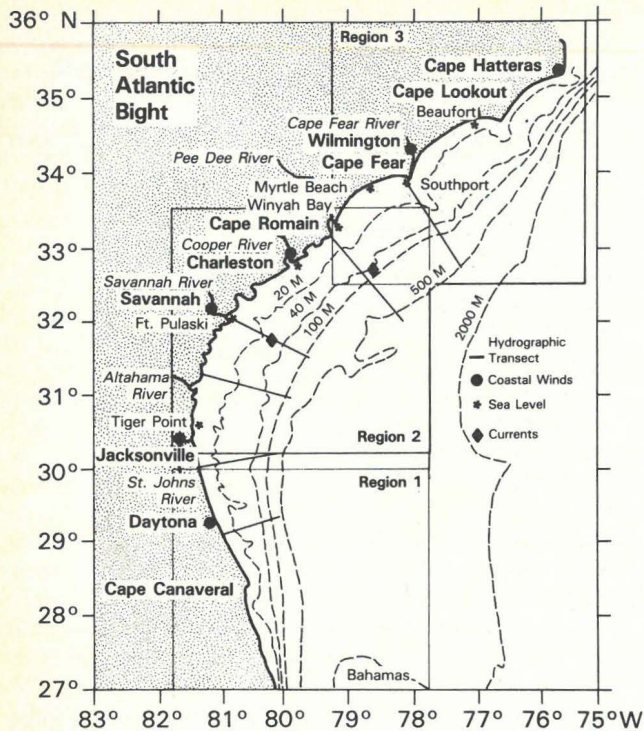 36° N
35°
34°
33°
32°
31°
30°
29°
28°
27°
83°
82°
81°
80°
79°
78°
77°
76°
75°W
South
Atlantic
Bight
Region 3
Cape Hatteras
Cape Lookout
Beaufort
Cape Fear River
Wilmington
Cape Fear
Pee Dee River
Myrtle Beach
Southport
Winyah Bay
Cape Romain
Cooper River
Charleston
Savannah River
Savannah
Ft. Pulaski
20 M
40 M
100 M
500 M
2000 M
Altahama
River
Tiger Point
Jacksonville
St. Johns
River
Daytona
Cape Canaveral
Region 2
Region 1
Bahamas
Hydrographic
Transect
Coastal Winds
Sea Level
Currents